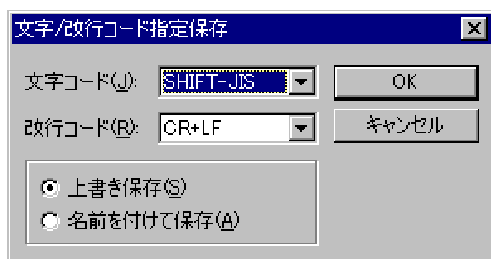 文字/改行コード指定保存
文字コード(J): SHIFT-JIS OK
改行コード(R): CR+LF キャンセル
上書き保存(S)
名前を付けて保存(A)